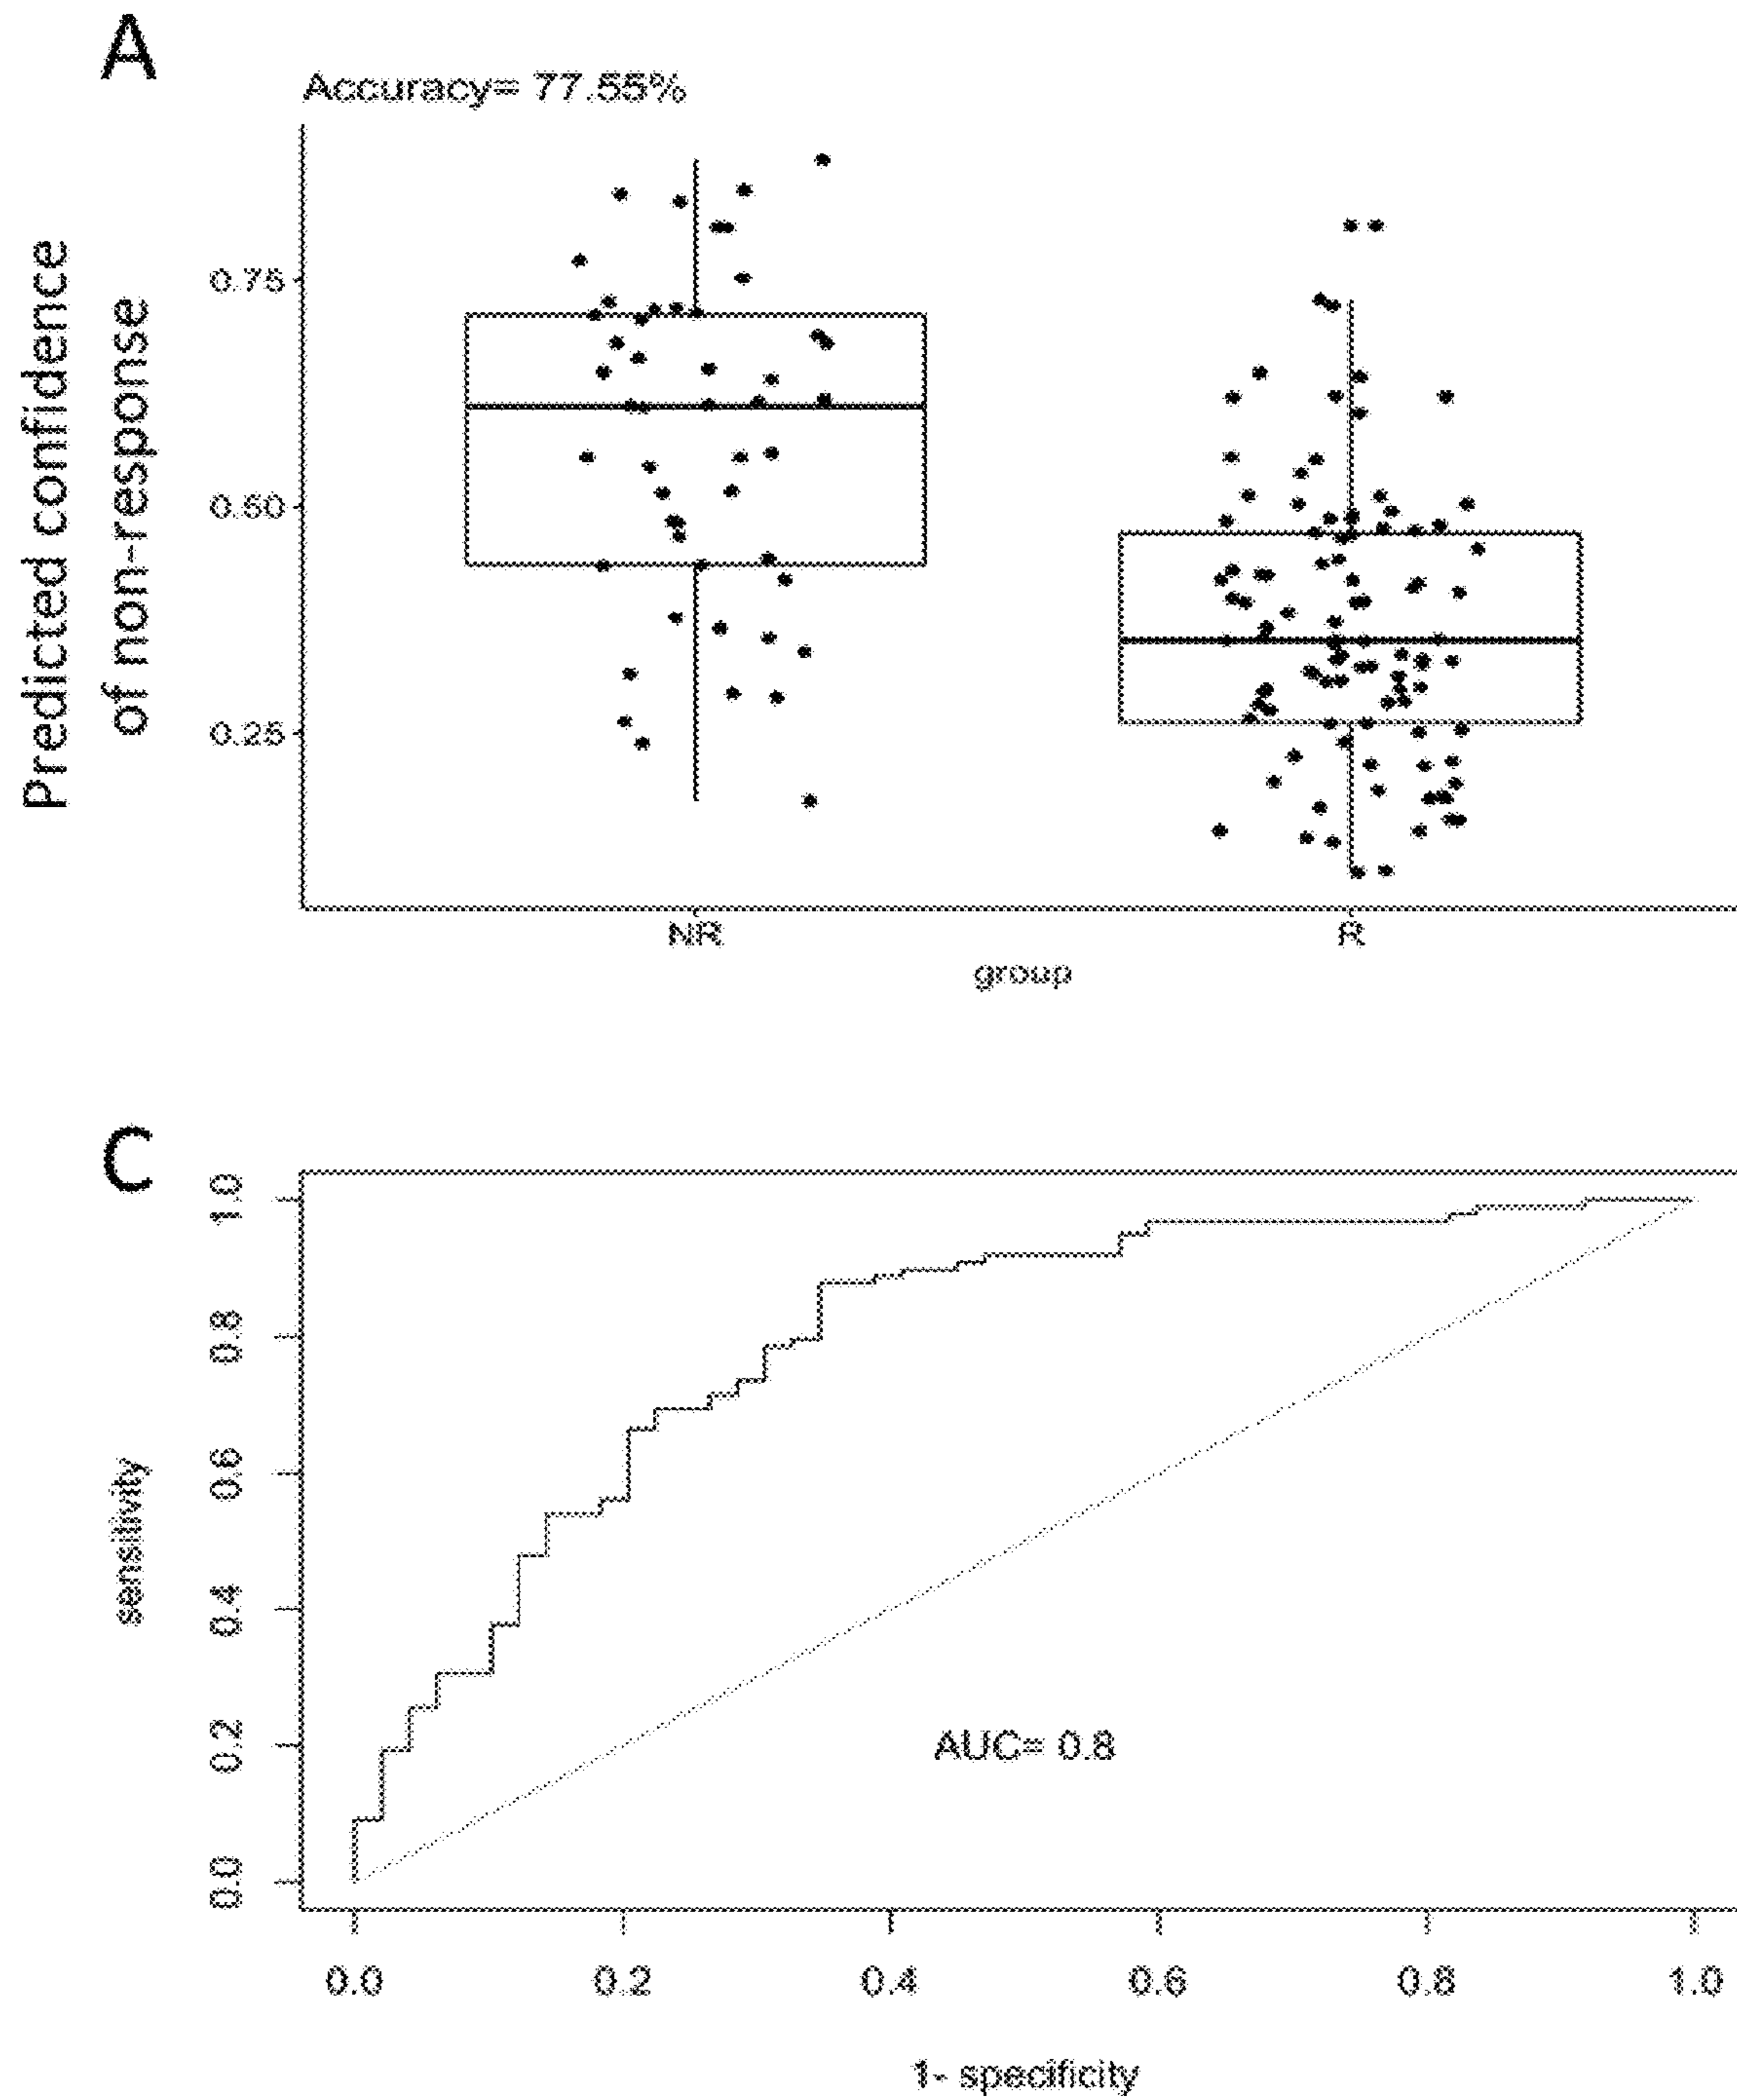 A
Accuracy= 77.55%
Predicted confidence
of non-response
0.75
0.50
0.25
NR
R
group
C
1.0
0.8
0.6
0.4
0.2
0.0
sensitivity
AUC= 0.8
0.0 0.2 0.4 0.6 0.8 1.0
1- specificity